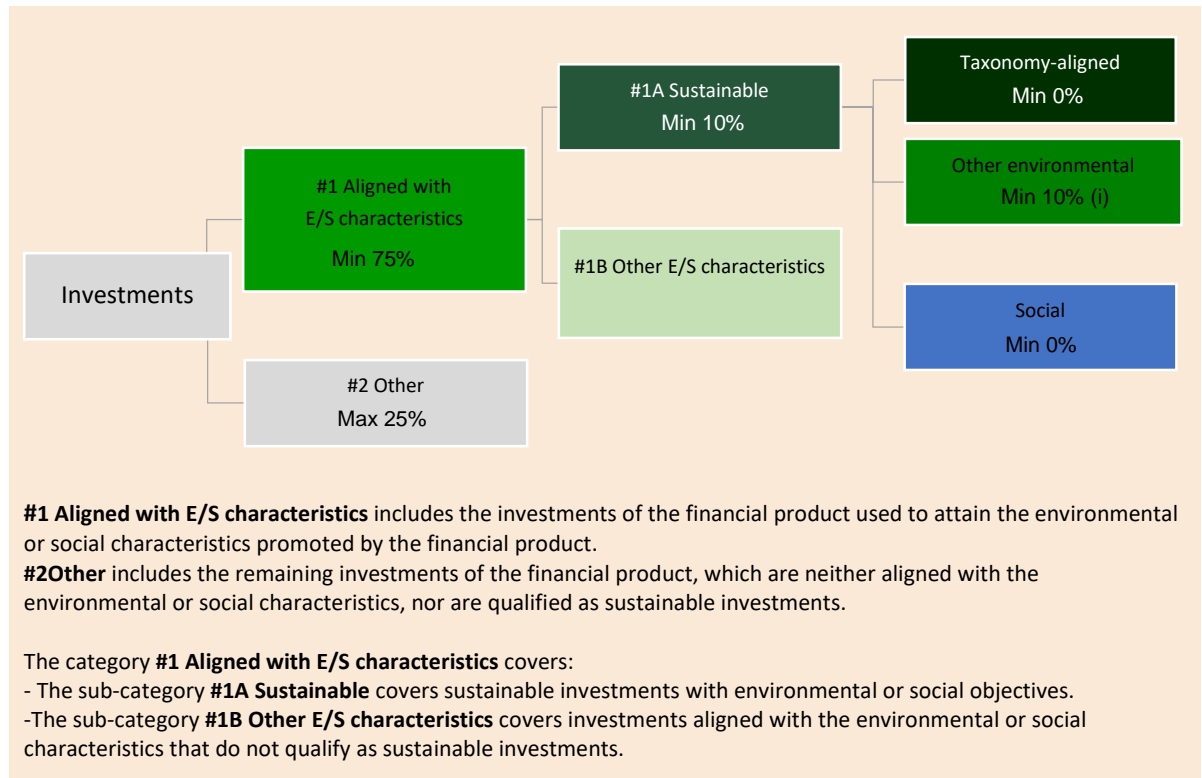 Investments
#1 Aligned with
E/S characteristics
Min 75%
#2 Other
Max 25%
#1A Sustainable
Min 10%
#1B Other E/S characteristics
Taxonomy-aligned
Min 0%
Other environmental
Min 10% (i)
Social
Min 0%
#1 Aligned with E/S characteristics includes the investments of the financial product used to attain the environmental
or social characteristics promoted by the financial product.
#2Other includes the remaining investments of the financial product, which are neither aligned with the
environmental or social characteristics, nor are qualified as sustainable investments.
The category #1 Aligned with E/S characteristics covers:
- The sub-category #1A Sustainable covers sustainable investments with environmental or social objectives.
-The sub-category #1B Other E/S characteristics covers investments aligned with the environmental or social
characteristics that do not qualify as sustainable investments.